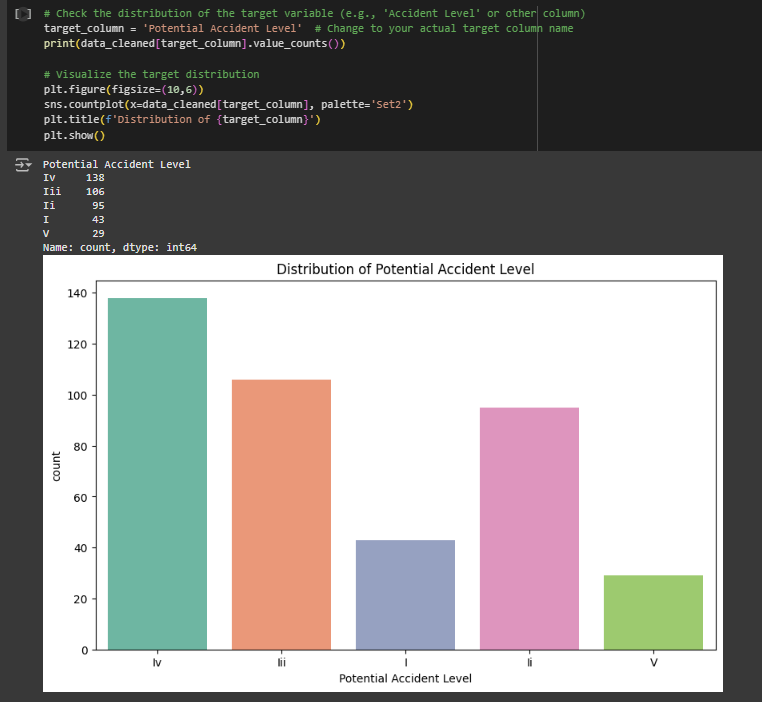 # Check the distribution of the target variable (e.g., 'Accident Level' or other column)
target_column = 'Potential Accident Level'  # Change to your actual target column name
print(data_cleaned[target_column].value_counts())
# Visualize the target distribution
plt.figure(figsize=(10,6))
sns.countplot(x=data_cleaned[target_column], palette='Set2')
plt.title(f'Distribution of {target_column}')
plt.show()
Potential Accident Level
Iv     138
Iii    106
Ii      95
I       43
V       29
Name: count, dtype: int64
Distribution of Potential Accident Level
140
120
100
80
60
40
20
0
count
Iv Iii I Ii V
Potential Accident Level